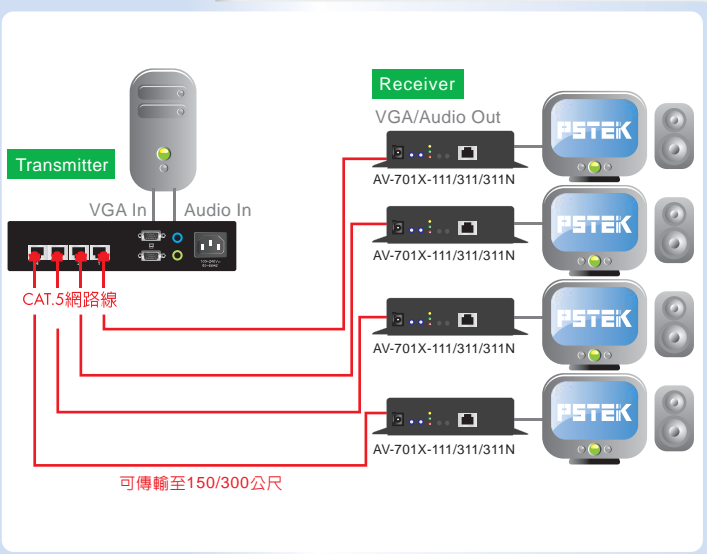 Receiver
VGA/Audio Out
PSTEK
Transmitter
AV-701X-111/311/311N
VGA In
Audio In
PSTEK
AV-701X-111/311/311N
100-240V~
CAT.5網路線
PSTEK
AV-701X-111/311/311N
PSTEK
AV-701X-111/311/311N
可傳輸至150/300公尺